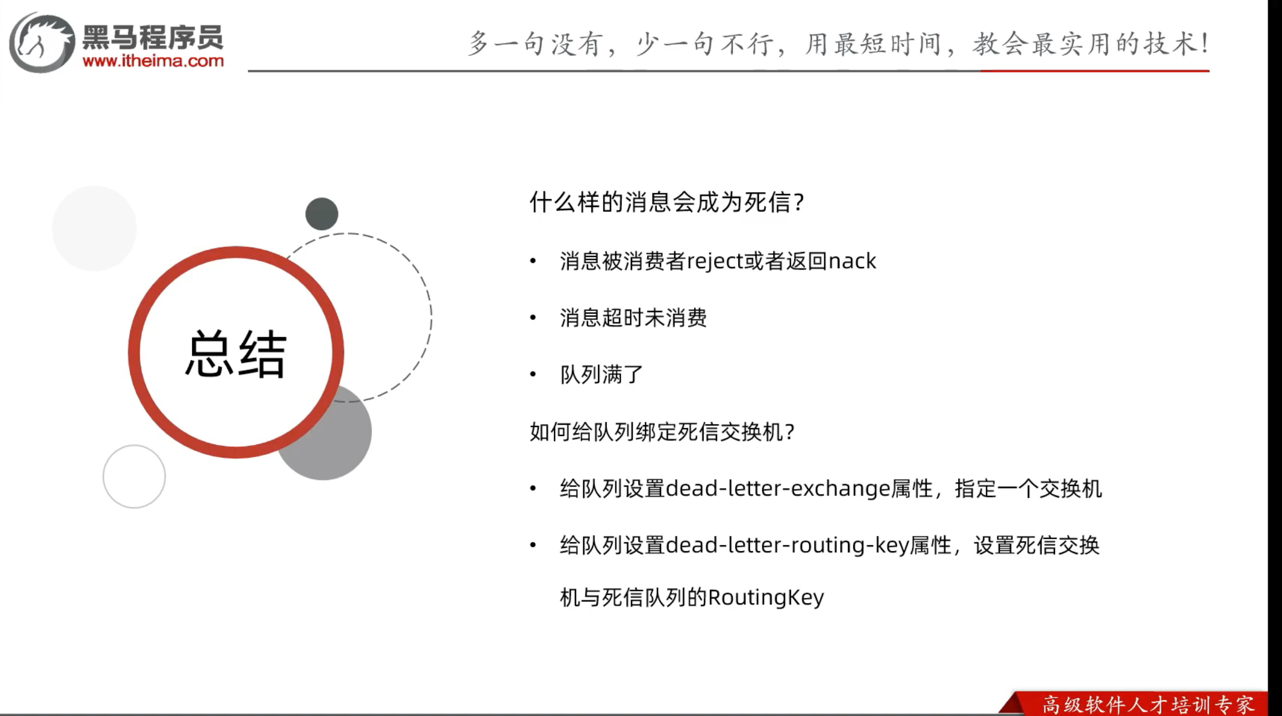 黑马程序员
www.itheima.com
多一句没有，少一句不行，用最短时间，教会最实用的技术！
总结
什么样的消息会成为死信？
• 消息被消费者reject或者返回nack
• 消息超时未消费
• 队列满了
如何给队列绑定死信交换机？
• 给队列设置dead-letter-exchange属性，指定一个交换机
• 给队列设置dead-letter-routing-key属性，设置死信交换
机与死信队列的RoutingKey
高级软件人才培训专家